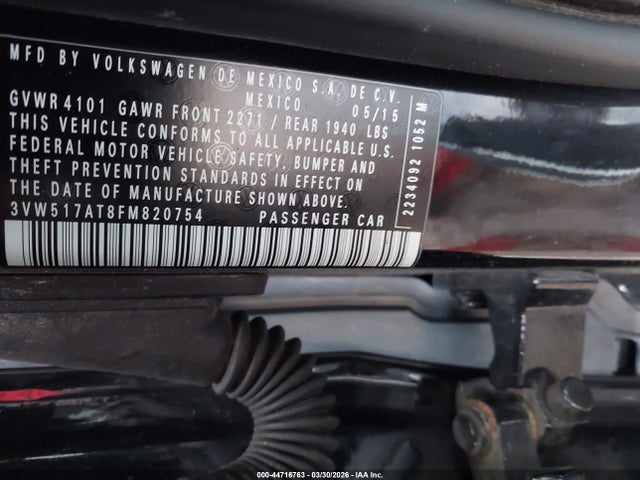 MFD BY VOLKSWAGEN DE MEXICO S.A. DE C.V.
MEXICO 05/15
GVWR 4101 GAWR FRONT 2271 / REAR 1940 LBS
THIS VEHICLE CONFORMS TO ALL APPLICABLE U.S.
FEDERAL MOTOR VEHICLE SAFETY, BUMPER AND
THEFT PREVENTION STANDARDS IN EFFECT ON
THE DATE OF MANUFACTURE SHOWN ABOVE.
3VW517AT8FM820754 PASSENGER CAR
2234092 1052 M
000-44716763 | 03/30/2026 | IAA Inc.